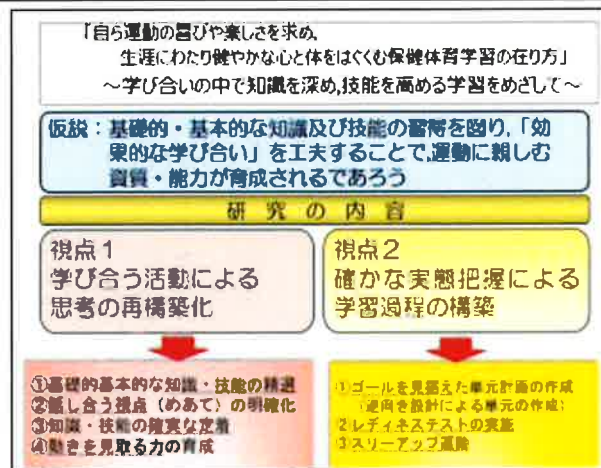 「自ら運動の喜びや楽しさを求め,
生涯にわたり健やかな心と体をはぐくむ保健体育学習の在り方」
～学び合いの中で知識を深め,技能を高める学習をめざして～
仮説:基礎的・基本的な知識及び技能の習得を図り,「効
果的な学び合い」を工夫することで,運動に親しむ
資質・能力が育成されるであろう
研究の内容
視点1
学び合う活動による
思考の再構築化
視点2
確かな実態把握による
学習過程の構築
①基礎的基本的な知識・技能の精選
②話し合う視点(めあて)の明確化
③知識・技能の確実な定着
④動きを見取る力の育成
①ゴールを見据えた単元計画の作成
(逆向き設計による単元の作成)
②レディネステストの実施
③スリーアップ運動